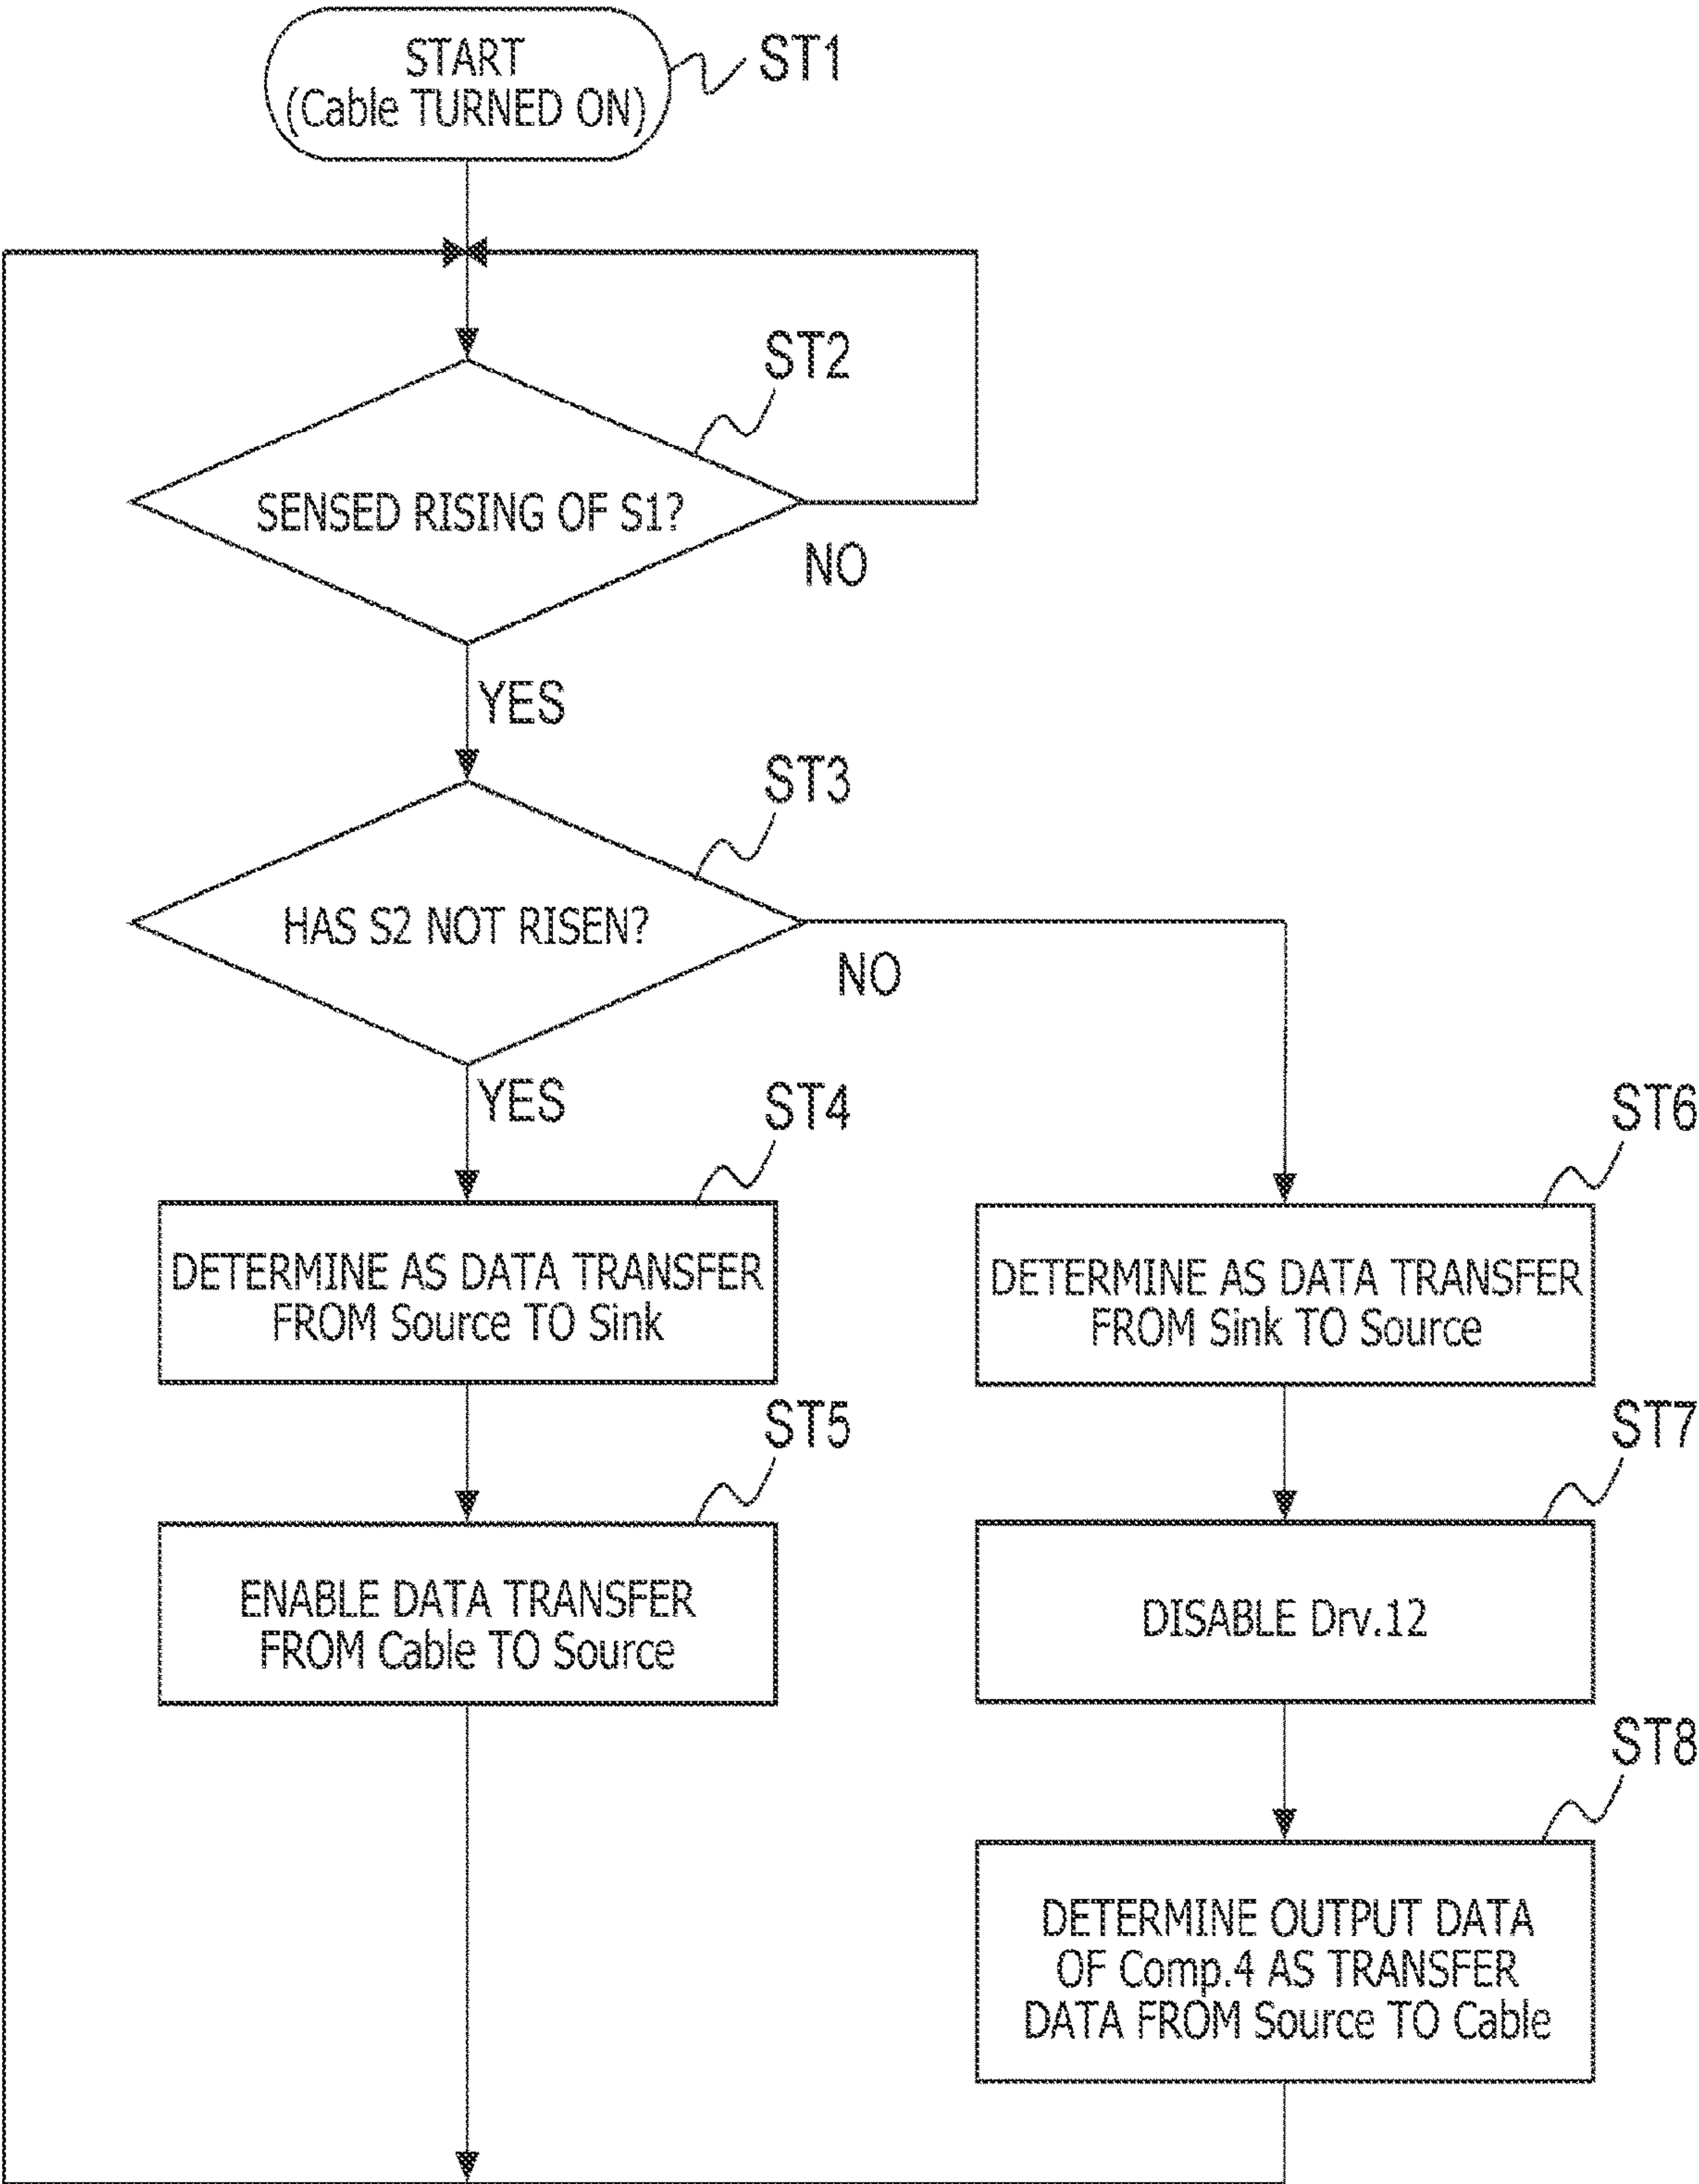 START
(Cable TURNED ON)
ST1
ST2
SENSED RISING OF S1?
NO
YES
ST3
HAS S2 NOT RISEN?
NO
YES
ST4
DETERMINE AS DATA TRANSFER
FROM Source TO Sink
ST6
DETERMINE AS DATA TRANSFER
FROM Sink TO Source
ST5
ENABLE DATA TRANSFER
FROM Cable TO Source
ST7
DISABLE Drv.12
ST8
DETERMINE OUTPUT DATA
OF Comp.4 AS TRANSFER
DATA FROM Source TO Cable